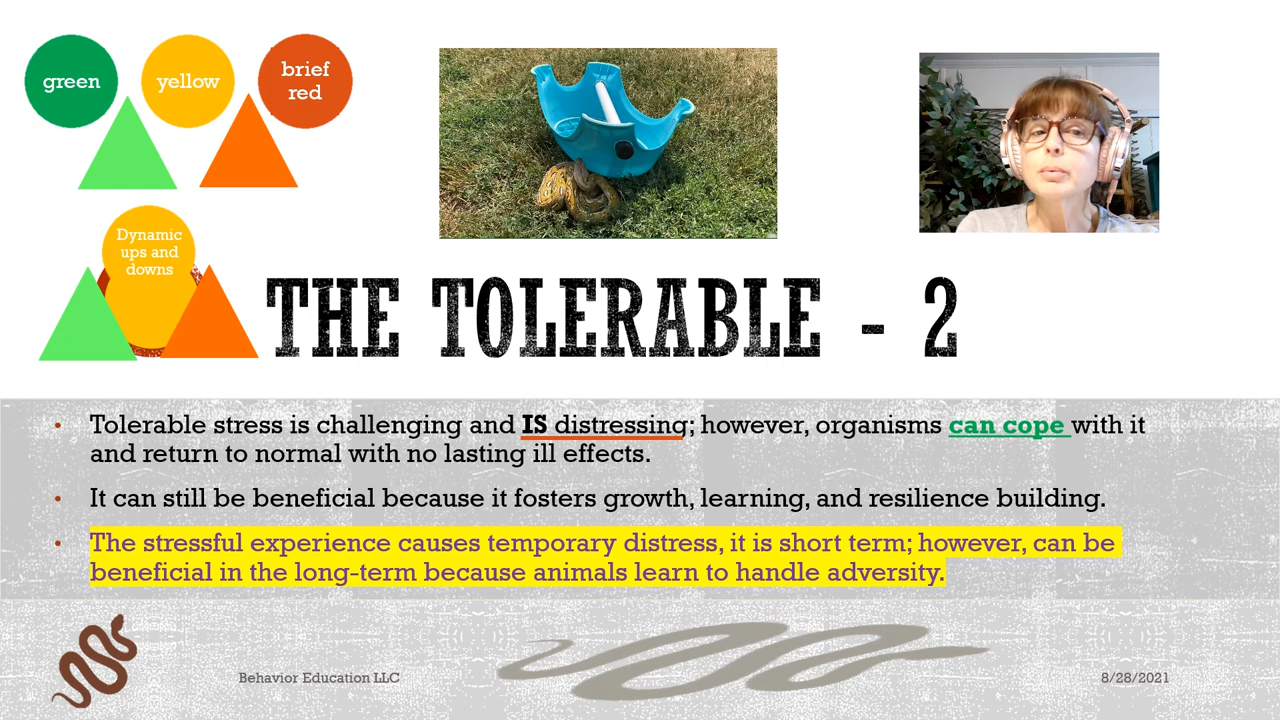 green
yellow
brief
red
Dynamic
ups and
downs
THE TOLERABLE - 2
• Tolerable stress is challenging and IS distressing; however, organisms can cope with it
and return to normal with no lasting ill effects.
• It can still be beneficial because it fosters growth, learning, and resilience building.
• The stressful experience causes temporary distress, it is short term; however, can be
beneficial in the long-term because animals learn to handle adversity.
Behavior Education LLC
8/28/2021